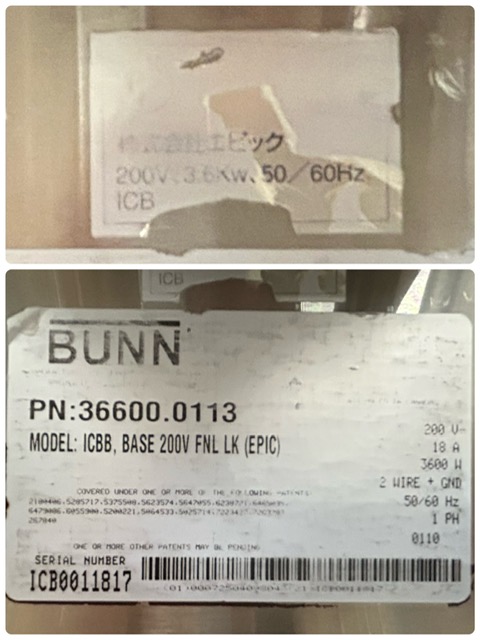 株式会社エピック
200V、3.6Kw、50／60Hz
ICB
ICB
BUNN
PN:36600.0113
MODEL: ICBB, BASE 200V FNL LK (EPIC)
200 V~
18 A
3600 W
2 WIRE + GND
50/60 Hz
1 PH
0110
COVERED UNDER ONE OR MORE OF THE FOLLOWING PATENTS
267040
ONE OR MORE OTHER PATENTS MAY BE PENDING
SERIAL NUMBER
ICB0011817